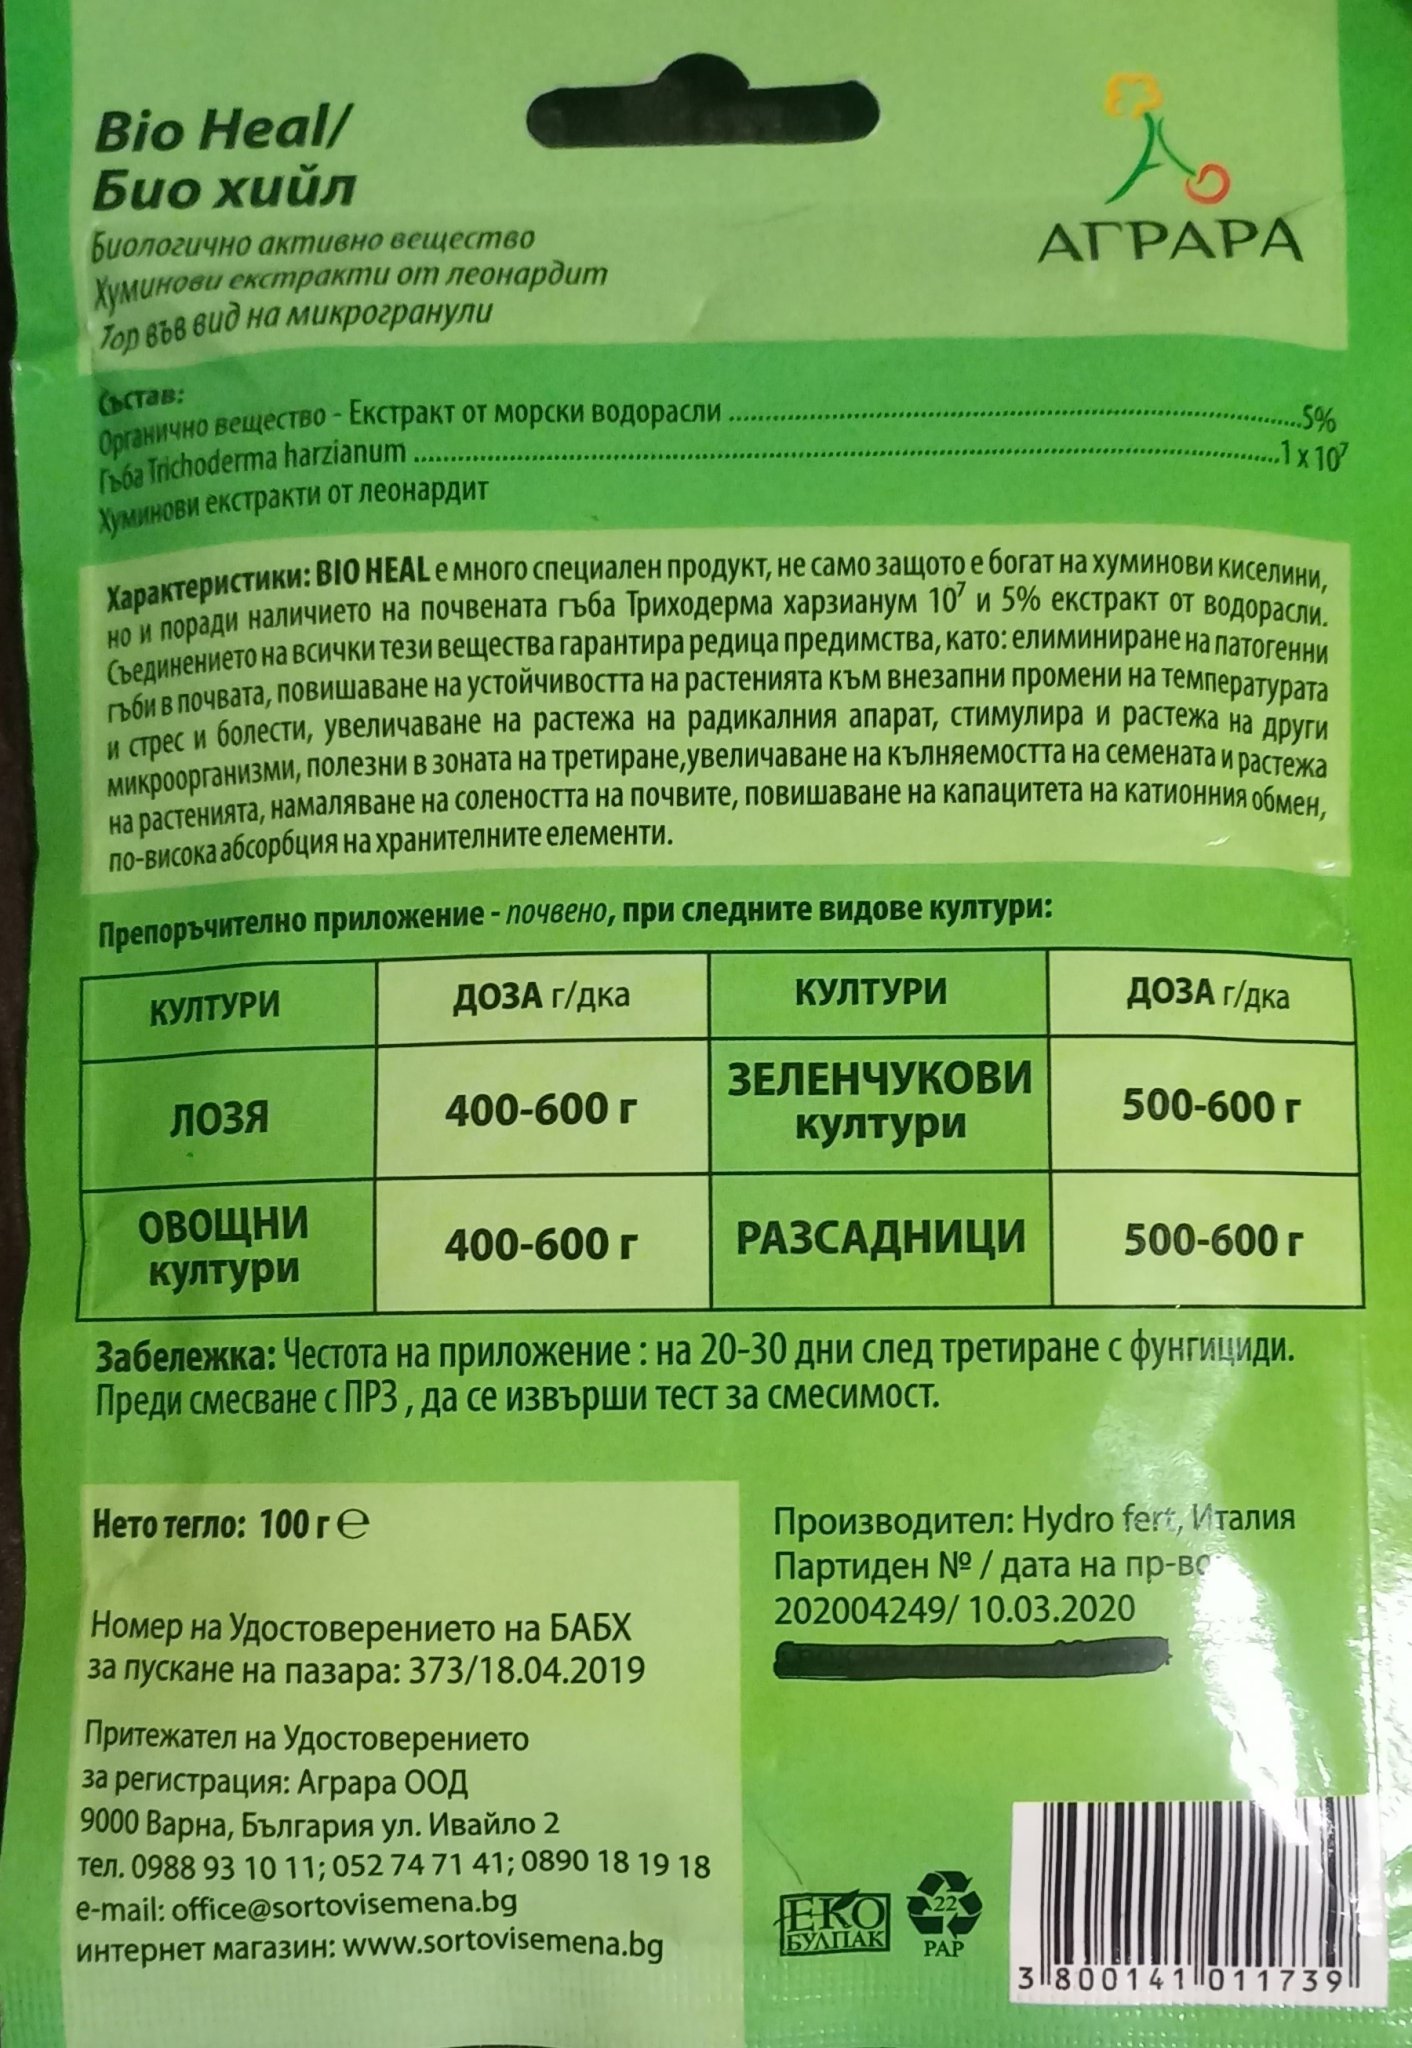 Bio Heal/
Био хийл
Биологично активно вещество
Хуминови екстракти от леонардит
Тор във вид на микрогранули
АГРАРА
Състав:
Органично вещество - Екстракт от морски водорасли ....................5%
Гъба Trichoderma harzianum ....................1 x 10⁷
Хуминови екстракти от леонардит
Характеристики: BIO HEAL е много специален продукт, не само защото е богат на хуминови киселини,
но и поради наличието на почвената гъба Триходерма харзианум 10⁷ и 5% екстракт от водорасли.
Съединението на всички тези вещества гарантира редица предимства, като: елиминиране на патогенни
гъби в почвата, повишаване на устойчивостта на растенията към внезапни промени на температурата
и стрес и болести, увеличаване на растежа на радикалния апарат, стимулира и растежа на други
микроорганизми, полезни в зоната на третиране,увеличаване на кълняемостта на семената и растежа
на растенията, намаляване на солеността на почвите, повишаване на капацитета на катионния обмен,
по-висока абсорбция на хранителните елементи.
Препоръчително приложение - почвено, при следните видове култури:
КУЛТУРИ ДОЗА г/дка КУЛТУРИ ДОЗА г/дка
ЛОЗЯ 400-600 г ЗЕЛЕНЧУКОВИ култури 500-600 г
ОВОЩНИ култури 400-600 г РАЗСАДНИЦИ 500-600 г
Забележка: Честота на приложение : на 20-30 дни след третиране с фунгициди.
Преди смесване с ПРЗ , да се извърши тест за смесимост.
Нето тегло: 100 г ℮
Номер на Удостоверението на БАБХ
за пускане на пазара: 373/18.04.2019
Притежател на Удостоверението
за регистрация: Аграра ООД
9000 Варна, България ул. Ивайло 2
тел. 0988 93 10 11; 052 74 71 41; 0890 18 19 18
e-mail: office@sortovisemena.bg
интернет магазин: www.sortovisemena.bg
Производител: Hydro fert, Италия
Партиден № / дата на пр-во
202004249/ 10.03.2020
ЕКО
БУЛПАК
22
PAP
3 800141 011739